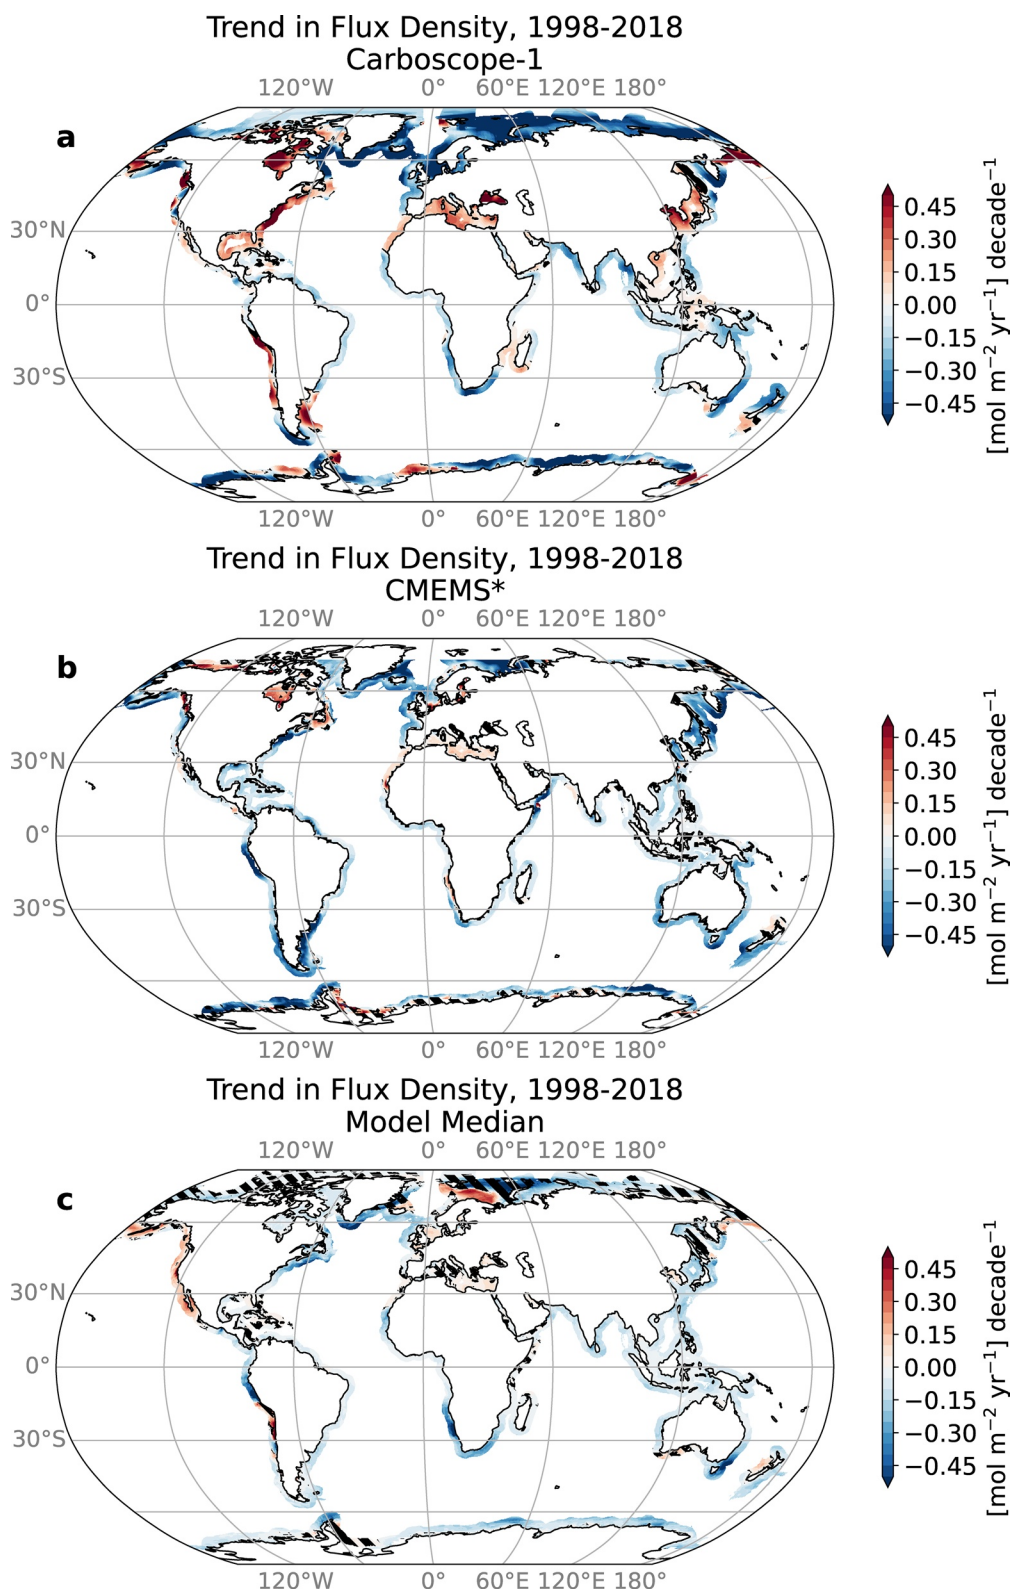 Trend in Flux Density, 1998-2018
Carboscope-1
120°W 0° 60°E 120°E 180°
a
30°N
0°
30°S
120°W 0° 60°E 120°E 180°
0.45
0.30
0.15
0.00
−0.15
−0.30
−0.45
[mol m⁻² yr⁻¹] decade⁻¹
Trend in Flux Density, 1998-2018
CMEMS*
120°W 0° 60°E 120°E 180°
b
30°N
0°
30°S
120°W 0° 60°E 120°E 180°
0.45
0.30
0.15
0.00
−0.15
−0.30
−0.45
[mol m⁻² yr⁻¹] decade⁻¹
Trend in Flux Density, 1998-2018
Model Median
120°W 0° 60°E 120°E 180°
c
30°N
0°
30°S
120°W 0° 60°E 120°E 180°
0.45
0.30
0.15
0.00
−0.15
−0.30
−0.45
[mol m⁻² yr⁻¹] decade⁻¹